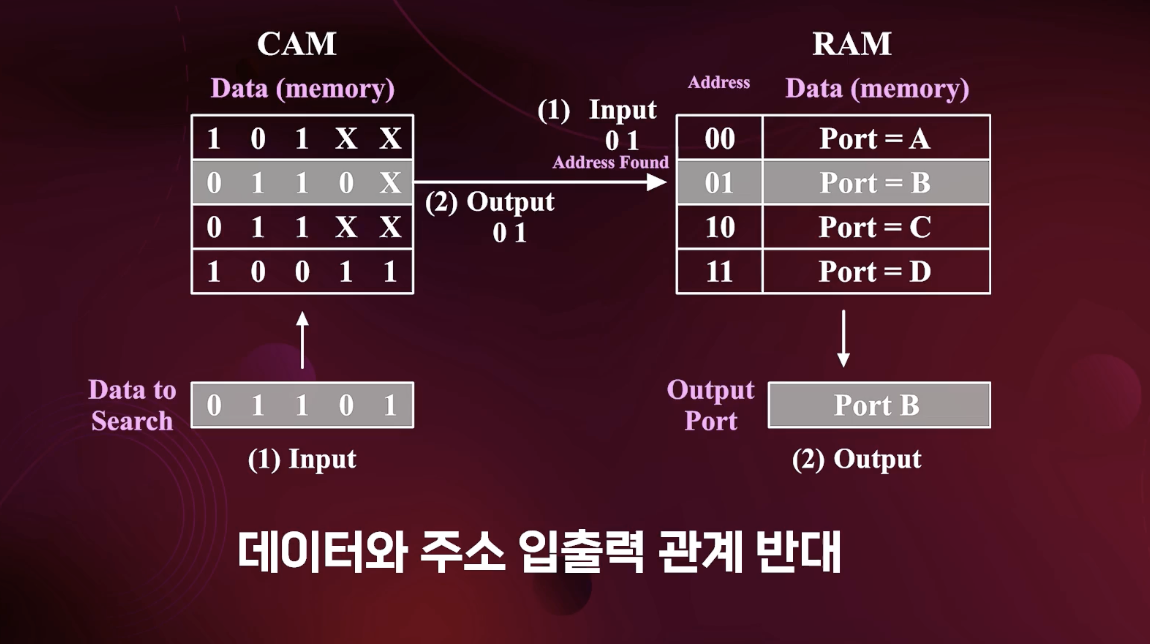 CAM
Data (memory)
1 0 1 X X
0 1 1 0 X
0 1 1 X X
1 0 0 1 1
Data to
Search
0 1 1 0 1
(1) Input
(1) Input
0 1
Address Found
(2) Output
0 1
RAM
Address Data (memory)
00 Port = A
01 Port = B
10 Port = C
11 Port = D
Output
Port
Port B
(2) Output
데이터와 주소 입출력 관계 반대